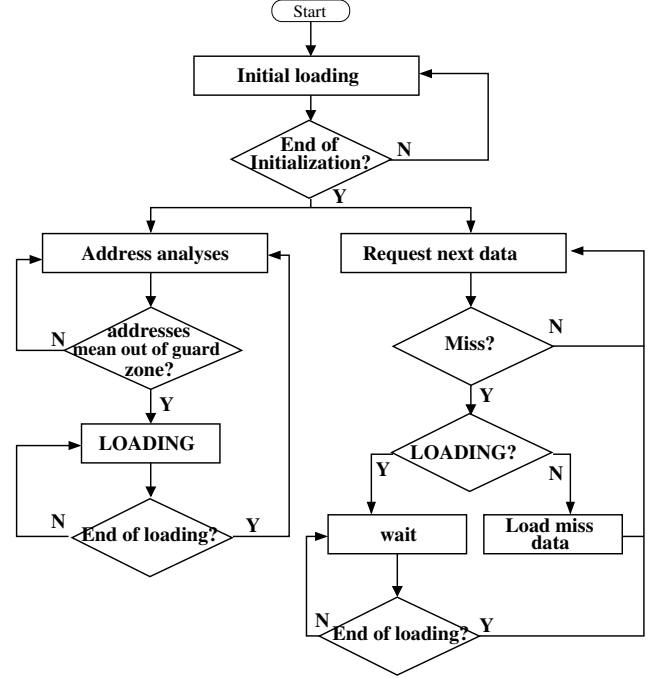 Start
Initial loading
End of
Initialization?
N
Y
Address analyses
N
addresses
mean out of guard
zone?
Y
LOADING
N
End of loading?
Y
Request next data
Miss?
N
Y
LOADING?
Y
N
wait
Load miss
data
N
End of loading?
Y